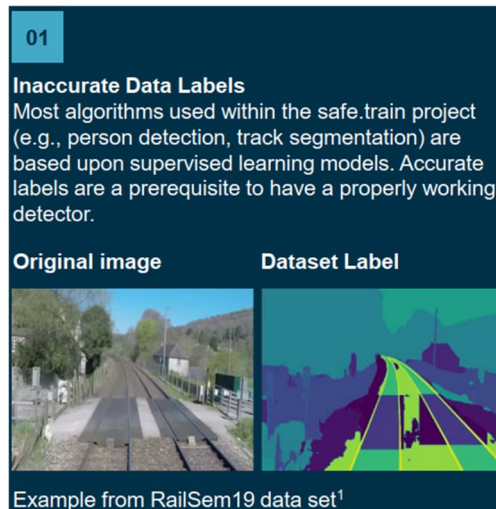 01
Inaccurate Data Labels
Most algorithms used within the safe.train project
(e.g., person detection, track segmentation) are
based upon supervised learning models. Accurate
labels are a prerequisite to have a properly working
detector.
Original image
Dataset Label
Example from RailSem19 data set¹